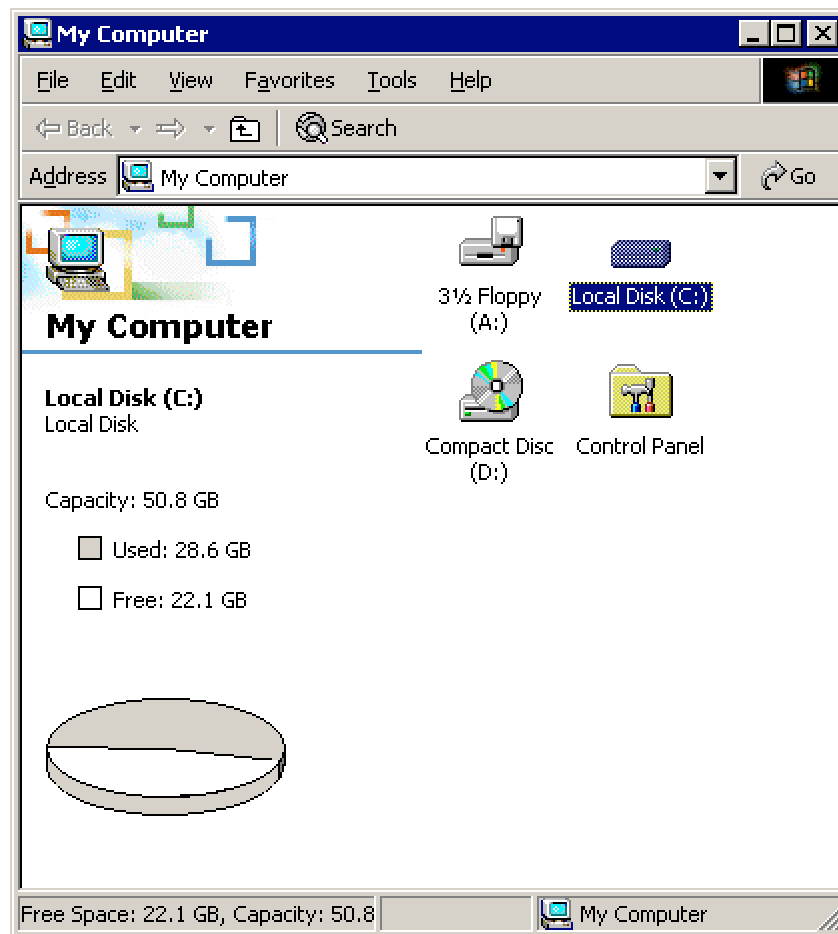 My Computer
File Edit View Favorites Tools Help
Back Search
Address My Computer Go
My Computer
Local Disk (C:)
Local Disk
Capacity: 50.8 GB
Used: 28.6 GB
Free: 22.1 GB
3½ Floppy
(A:)
Local Disk (C:)
Compact Disc
(D:)
Control Panel
Free Space: 22.1 GB, Capacity: 50.8
My Computer